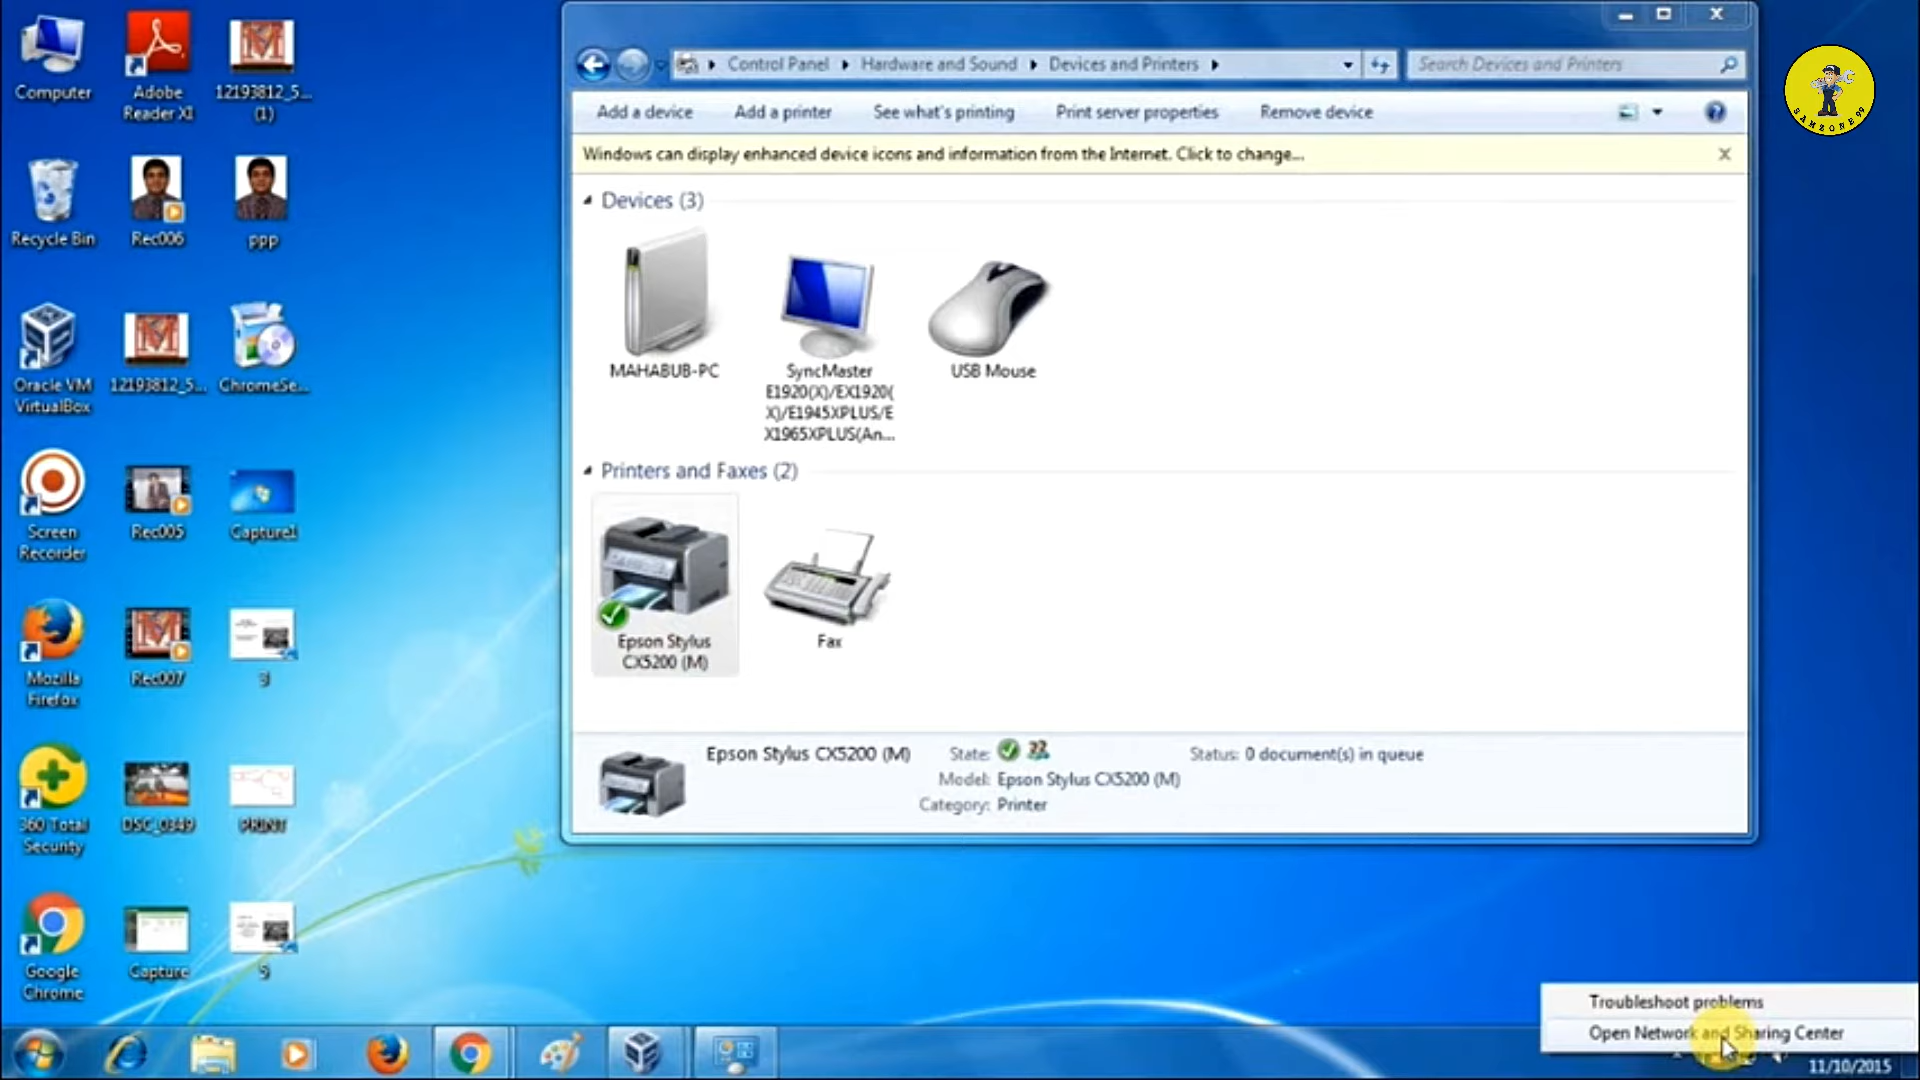 Computer
Adobe
Reader XI
12193812_5...
(1)
Recycle Bin
Rec006
ppp
Oracle VM
VirtualBox
12193812_5...
ChromeSe...
Screen
Recorder
Rec005
Capture1
Mozilla
Firefox
Rec007
3
360 Total
Security
DSC_0349
PRINT
Google
Chrome
Capture
5
Control Panel
Hardware and Sound
Devices and Printers
Search Devices and Printers
Add a device
Add a printer
See what's printing
Print server properties
Remove device
Windows can display enhanced device icons and information from the Internet. Click to change...
Devices (3)
MAHABUB-PC
SyncMaster
E1920(X)/EX1920(
X)/E1945XPLUS/E
X1965XPLUS(An...
USB Mouse
Printers and Faxes (2)
Epson Stylus
CX5200 (M)
Fax
Epson Stylus CX5200 (M)
State:
Status: 0 document(s) in queue
Model: Epson Stylus CX5200 (M)
Category: Printer
SAMZONE99
Troubleshoot problems
Open Network and Sharing Center
11/10/2015